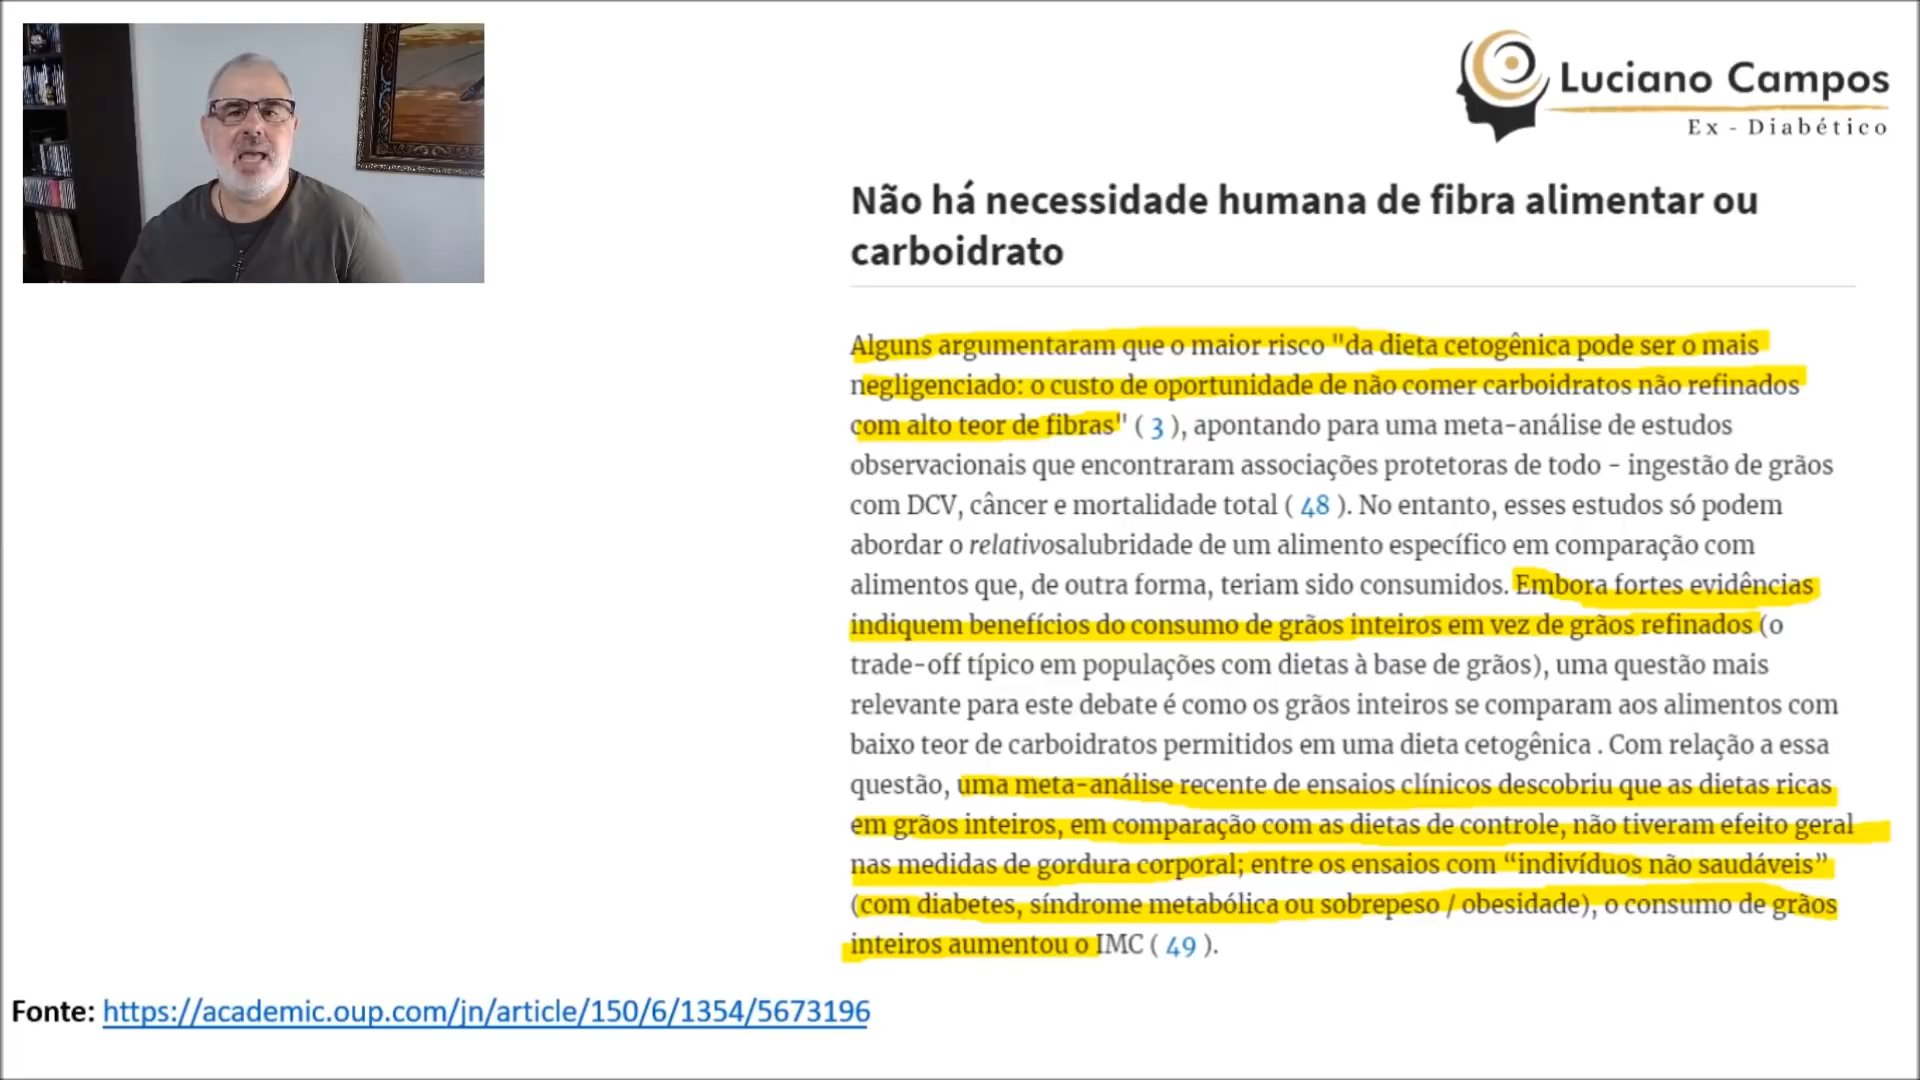 Luciano Campos
Ex - Diabético
Não há necessidade humana de fibra alimentar ou
carboidrato
Alguns argumentaram que o maior risco "da dieta cetogênica pode ser o mais
negligenciado: o custo de oportunidade de não comer carboidratos não refinados
com alto teor de fibras" ( 3 ), apontando para uma meta-análise de estudos
observacionais que encontraram associações protetoras de todo - ingestão de grãos
com DCV, câncer e mortalidade total ( 48 ). No entanto, esses estudos só podem
abordar o relativosalubridade de um alimento específico em comparação com
alimentos que, de outra forma, teriam sido consumidos. Embora fortes evidências
indiquem benefícios do consumo de grãos inteiros em vez de grãos refinados (o
trade-off típico em populações com dietas à base de grãos), uma questão mais
relevante para este debate é como os grãos inteiros se comparam aos alimentos com
baixo teor de carboidratos permitidos em uma dieta cetogênica . Com relação a essa
questão, uma meta-análise recente de ensaios clínicos descobriu que as dietas ricas
em grãos inteiros, em comparação com as dietas de controle, não tiveram efeito geral
nas medidas de gordura corporal; entre os ensaios com “indivíduos não saudáveis”
(com diabetes, síndrome metabólica ou sobrepeso / obesidade), o consumo de grãos
inteiros aumentou o IMC ( 49 ).
Fonte: https://academic.oup.com/jn/article/150/6/1354/5673196